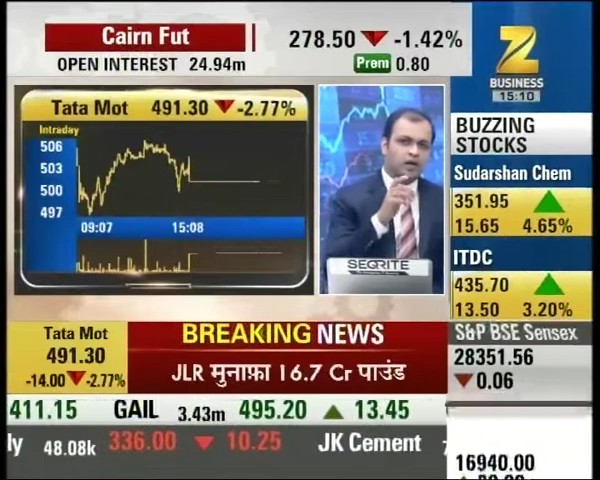 Cairn Fut
OPEN INTEREST 24.94m
278.50 -1.42%
Prem 0.80
Z
BUSINESS
15:10
Tata Mot 491.30 -2.77%
Intraday
506
503
500
497
09:07 15:08
SEQRITE
BUZZING
STOCKS
Sudarshan Chem
351.95
15.65 4.65%
ITDC
435.70
13.50 3.20%
Tata Mot
491.30
-14.00 -2.77%
BREAKING NEWS
JLR मुनाफ़ा 16.7 Cr पाउंड
S&P BSE Sensex
28351.56
0.06
411.15 GAIL 3.43m 495.20 13.45
ly 48.08k 336.00 10.25 JK Cement
16940.00